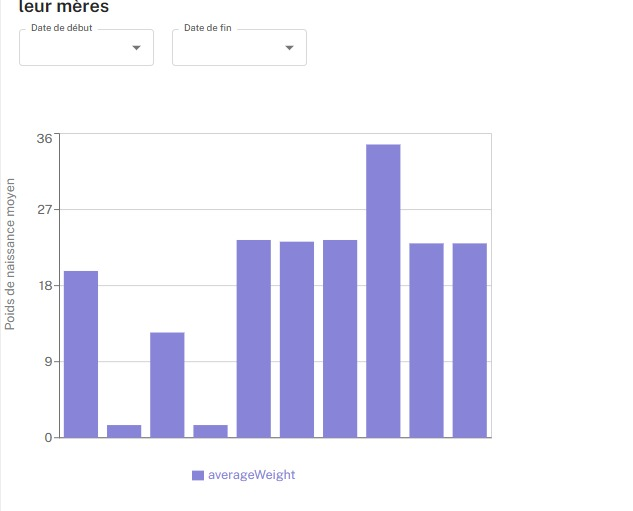 leur mères
Date de début
Date de fin
36
27
18
9
0
Poids de naissance moyen
averageWeight